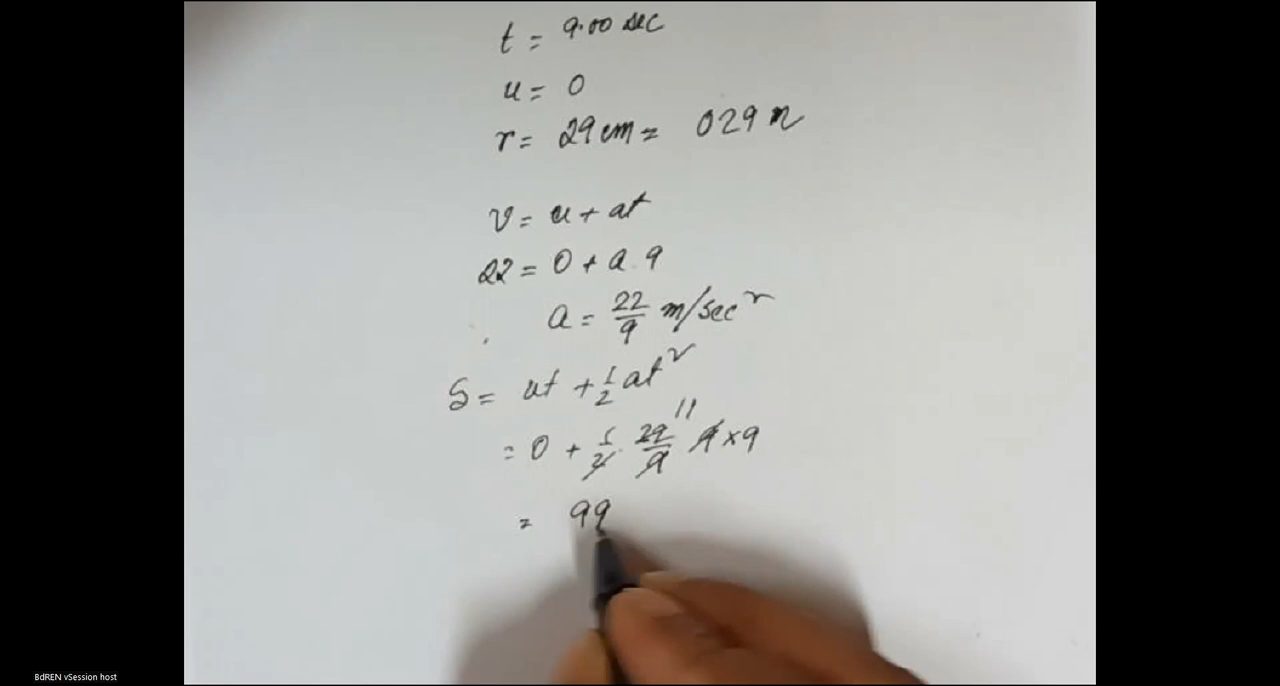 t = 9.00 sec
u = 0
r = 29 cm = 029 m
v = u + at
22 = 0 + a. 9
a = 22/9 m/sec²
S = ut + 1/2 at²
= 0 + 1/2 . 22/9 11 9 x 9
= 99
BdREN vSession host